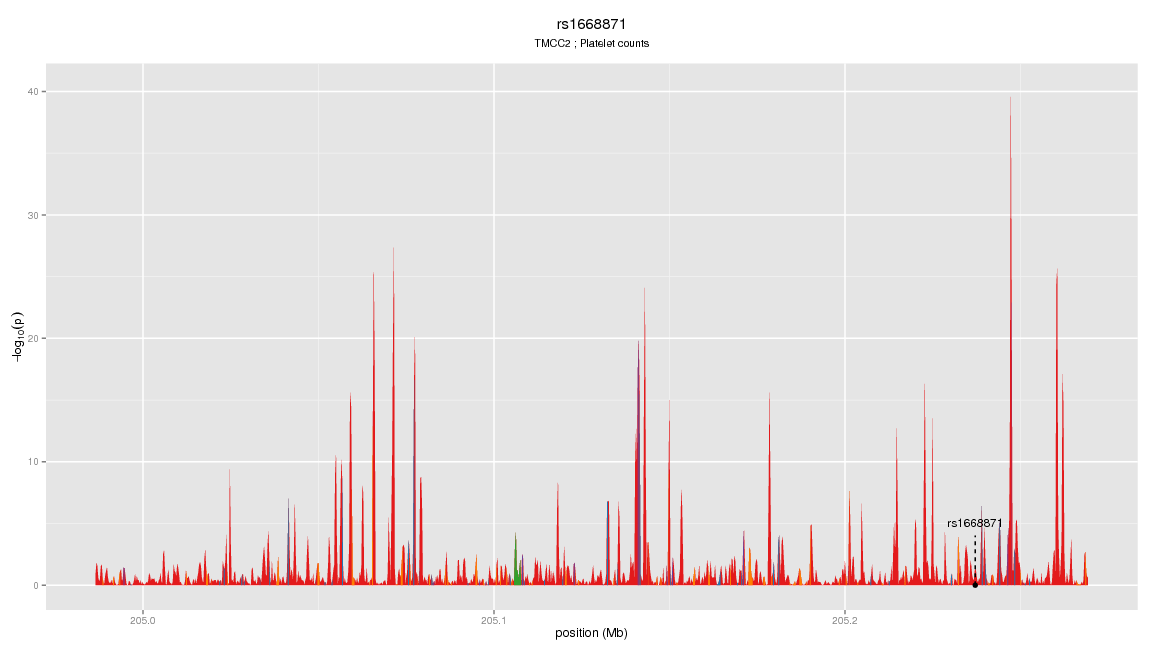 rs1668871
TMCC2 ; Platelet counts
40
30
20
10
0
−log10(p)
rs1668871
205.0
205.1
205.2
position (Mb)